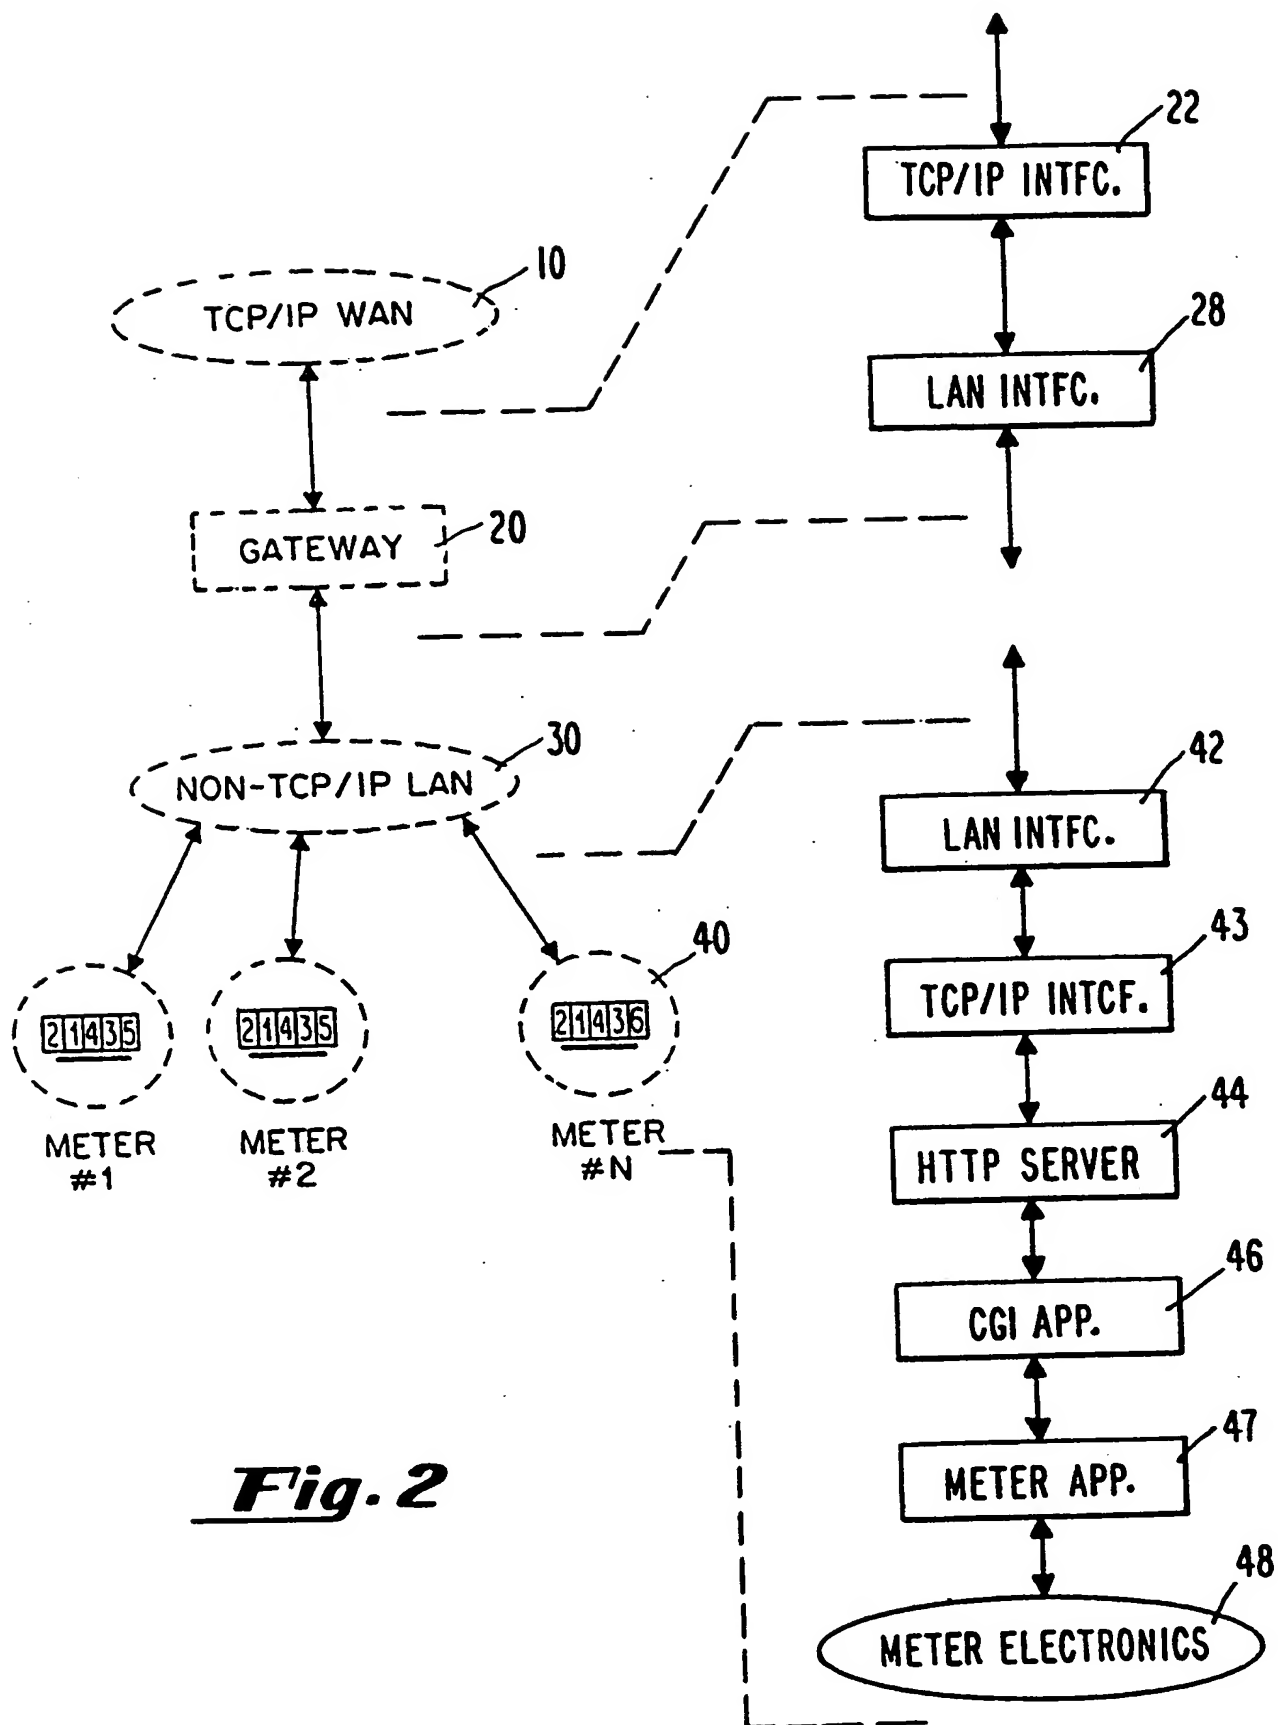 22
TCP/IP INTFC.
10
TCP/IP WAN
28
LAN INTFC.
20
GATEWAY
30
NON-TCP/IP LAN
42
LAN INTFC.
40
43
TCP/IP INTCF.
21435
21435
21436
METER
#1
METER
#2
METER
#N
44
HTTP SERVER
46
CGI APP.
47
METER APP.
Fig. 2
48
METER ELECTRONICS